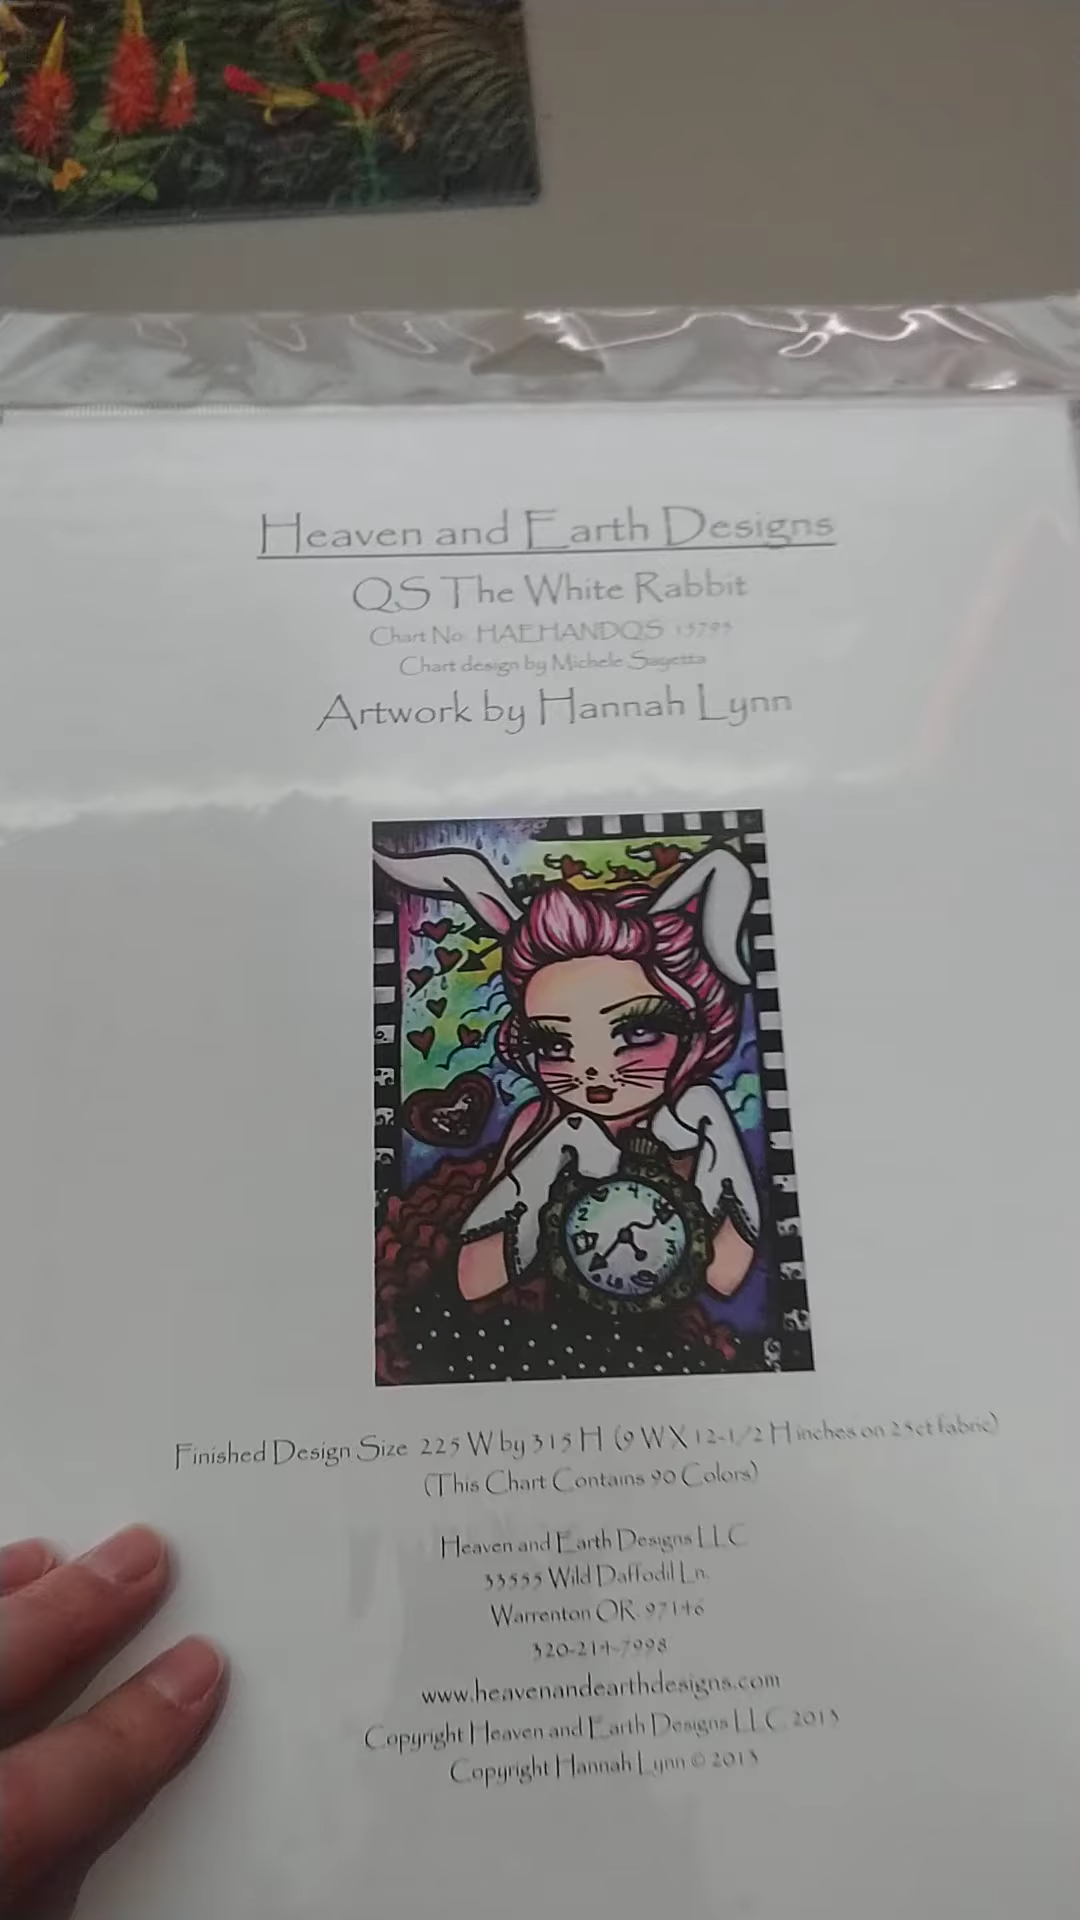 Heaven and Earth Designs
QS The White Rabbit
Chart No. HAEHANDQS 13793
Chart design by Michele Sayetta
Artwork by Hannah Lynn
Finished Design Size 225 W by 315 H (9 W X 12-1/2 H inches on 25ct fabric)
(This Chart Contains 90 Colors)
Heaven and Earth Designs LLC
33555 Wild Daffodil Ln.
Warrenton OR. 97146
320-214-7998
www.heavenandearthdesigns.com
Copyright Heaven and Earth Designs LLC 2013
Copyright Hannah Lynn © 2013